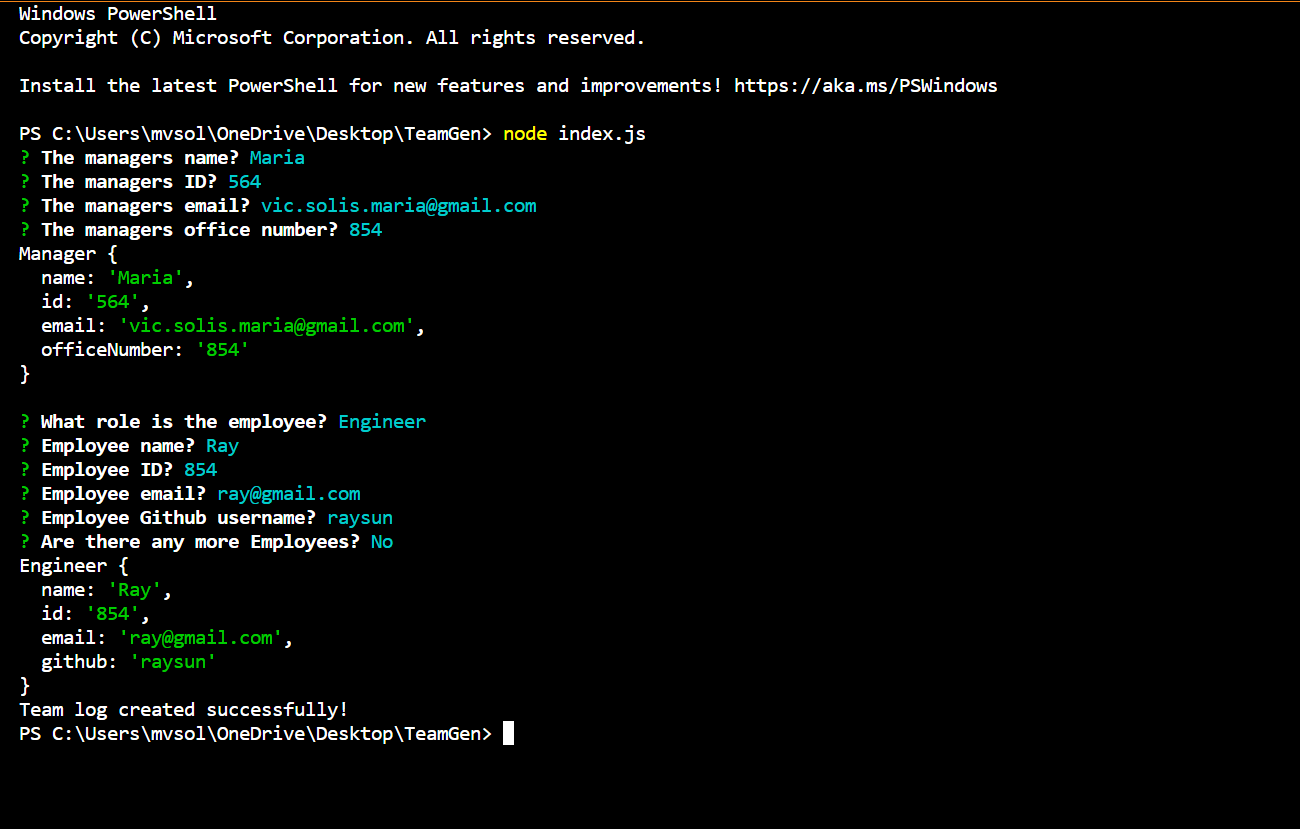 Windows PowerShell
Copyright (C) Microsoft Corporation. All rights reserved.
Install the latest PowerShell for new features and improvements! https://aka.ms/PSWindows
PS C:\Users\mvsol\OneDrive\Desktop\TeamGen> node index.js
? The managers name? Maria
? The managers ID? 564
? The managers email? vic.solis.maria@gmail.com
? The managers office number? 854
Manager {
  name: 'Maria',
  id: '564',
  email: 'vic.solis.maria@gmail.com',
  officeNumber: '854'
}
? What role is the employee? Engineer
? Employee name? Ray
? Employee ID? 854
? Employee email? ray@gmail.com
? Employee Github username? raysun
? Are there any more Employees? No
Engineer {
  name: 'Ray',
  id: '854',
  email: 'ray@gmail.com',
  github: 'raysun'
}
Team log created successfully!
PS C:\Users\mvsol\OneDrive\Desktop\TeamGen>